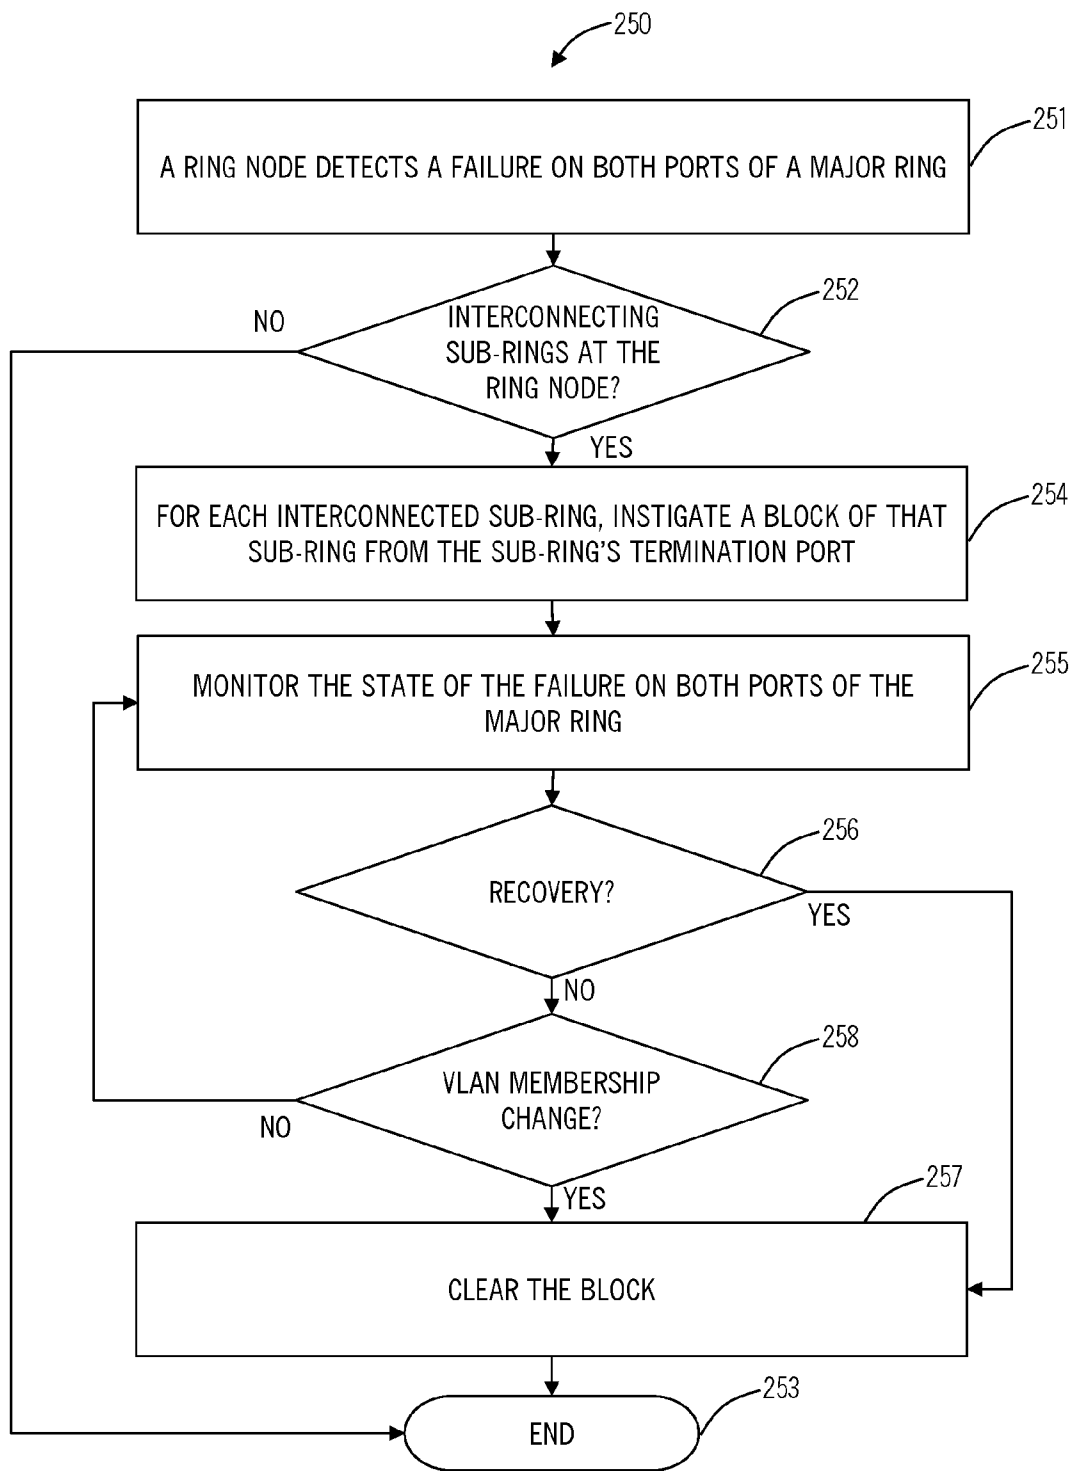 250
251
A RING NODE DETECTS A FAILURE ON BOTH PORTS OF A MAJOR RING
252
NO
INTERCONNECTING
SUB-RINGS AT THE
RING NODE?
YES
254
FOR EACH INTERCONNECTED SUB-RING, INSTIGATE A BLOCK OF THAT
SUB-RING FROM THE SUB-RING'S TERMINATION PORT
255
MONITOR THE STATE OF THE FAILURE ON BOTH PORTS OF THE
MAJOR RING
256
RECOVERY?
YES
NO
258
VLAN MEMBERSHIP
CHANGE?
NO
YES
257
CLEAR THE BLOCK
253
END